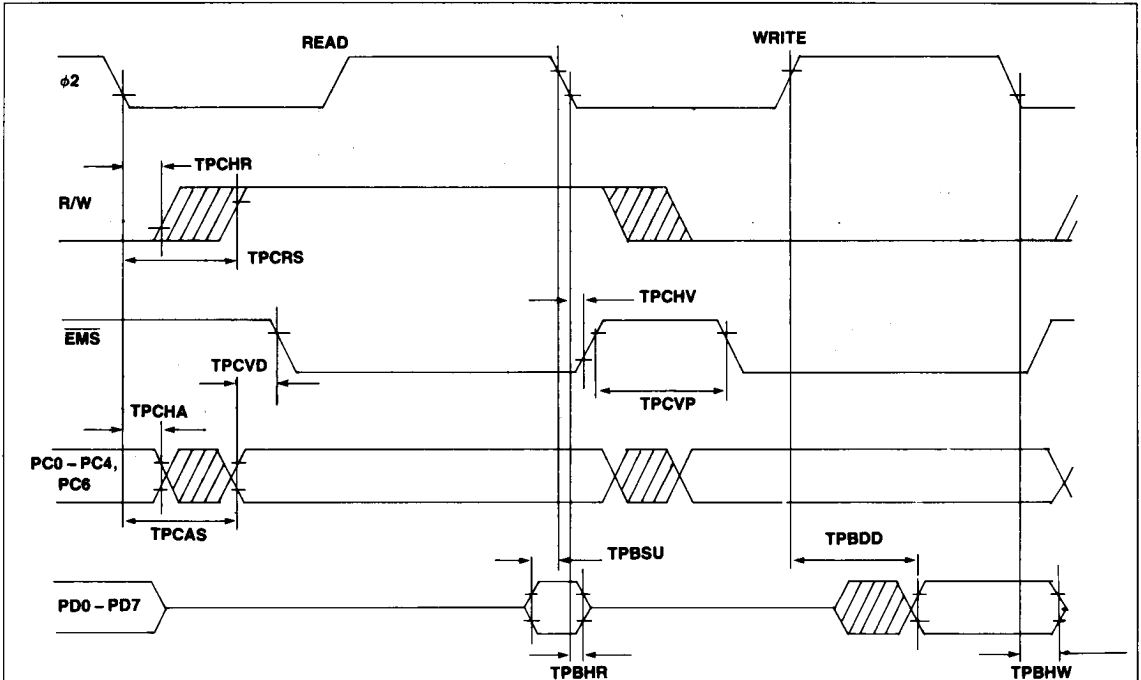 READ
WRITE
ϕ2
TPCHR
R/W
TPCRS
TPCHV
EMS
TPCVD
TPCVP
TPCHA
PC0 – PC4,
PC6
TPCAS
TPBSU
TPBDD
PD0 – PD7
TPBHR
TPBHW